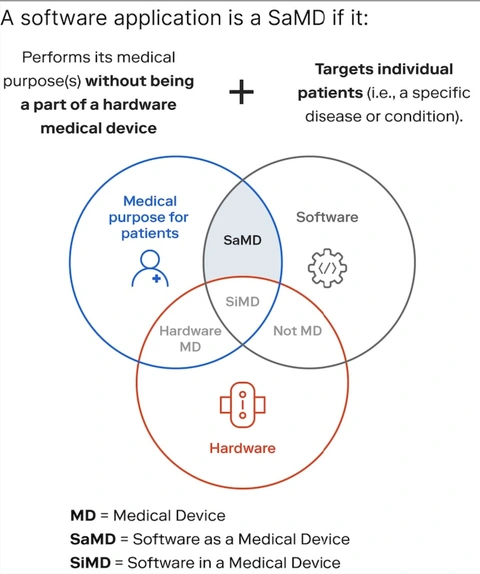 A software application is a SaMD if it:
Performs its medical
purpose(s) without being
a part of a hardware
medical device
+
Targets individual
patients (i.e., a specific
disease or condition).
Medical
purpose for
patients
SaMD
Software
</>
SiMD
Hardware
MD
Not MD
Hardware
MD = Medical Device
SaMD = Software as a Medical Device
SiMD = Software in a Medical Device